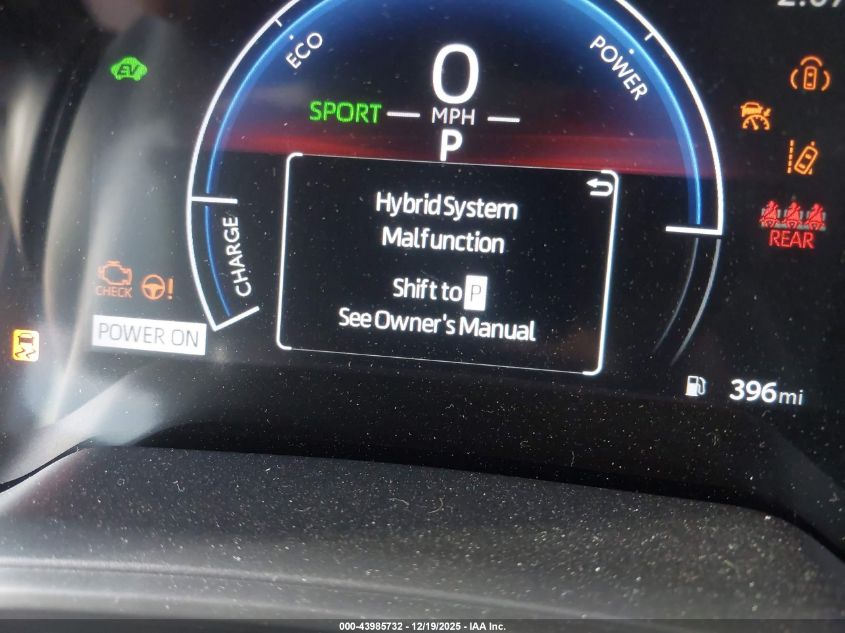 ECO
POWER
EV
0
SPORT
MPH
P
Hybrid System
Malfunction
Shift to P
See Owner's Manual
CHARGE
REAR
CHECK
!
POWER ON
396mi
000-43985732 - 12/19/2025 - IAA Inc.